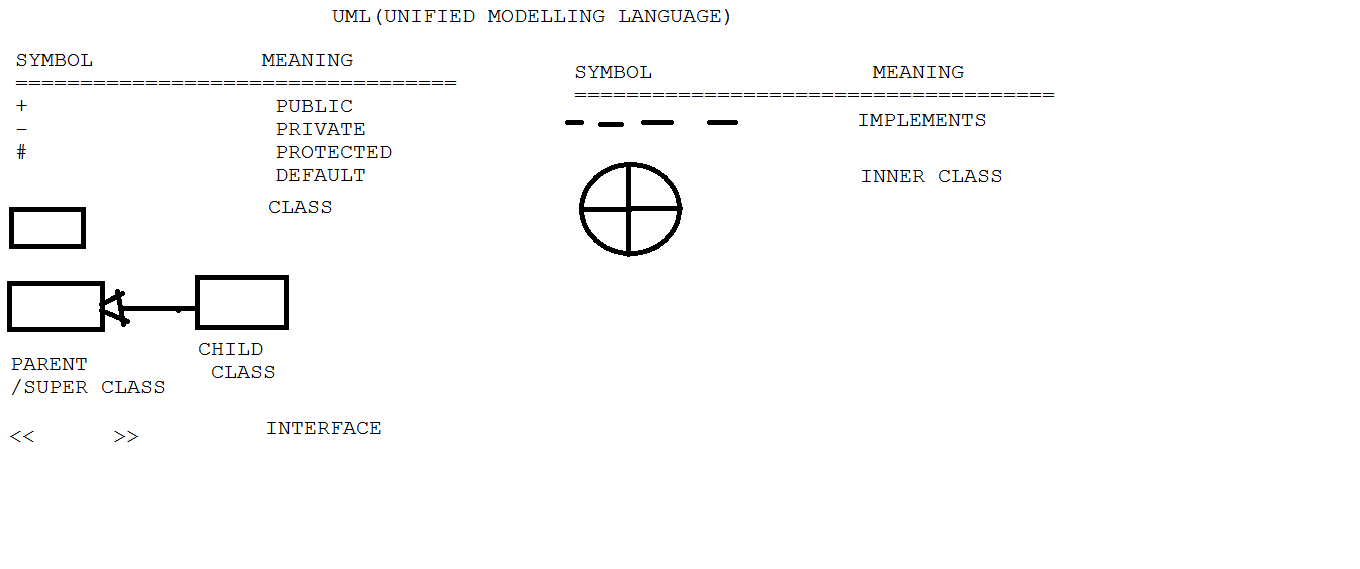 UML(UNIFIED MODELLING LANGUAGE)
SYMBOL MEANING
==================================
+ PUBLIC
- PRIVATE
# PROTECTED
DEFAULT
CLASS
CHILD
CLASS
PARENT
/SUPER CLASS
<< >> INTERFACE
SYMBOL MEANING
=====================================
IMPLEMENTS
INNER CLASS